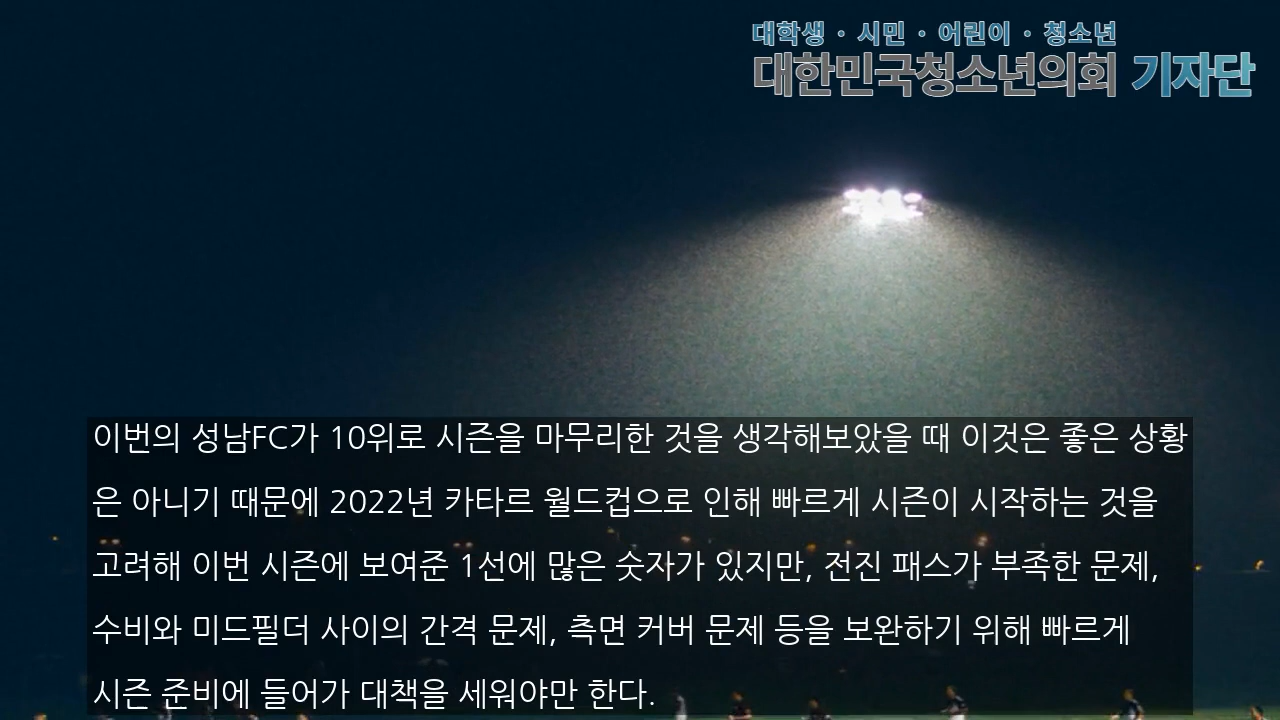 대학생 · 시민 · 어린이 · 청소년
대한민국청소년의회 기자단
이번의 성남FC가 10위로 시즌을 마무리한 것을 생각해보았을 때 이것은 좋은 상황
은 아니기 때문에 2022년 카타르 월드컵으로 인해 빠르게 시즌이 시작하는 것을
고려해 이번 시즌에 보여준 1선에 많은 숫자가 있지만, 전진 패스가 부족한 문제,
수비와 미드필더 사이의 간격 문제, 측면 커버 문제 등을 보완하기 위해 빠르게
시즌 준비에 들어가 대책을 세워야만 한다.